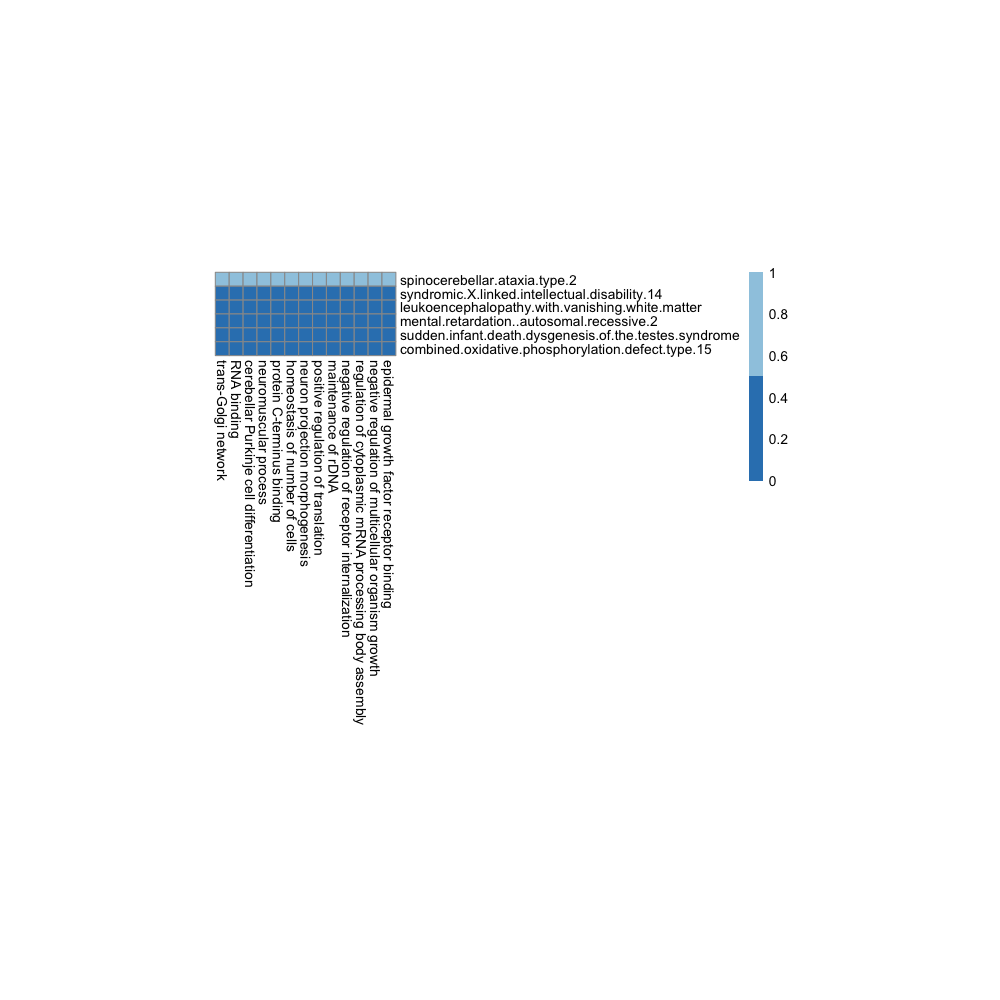 spinocerebellar.ataxia.type.2
syndromic.X.linked.intellectual.disability.14
leukoencephalopathy.with.vanishing.white.matter
mental.retardation..autosomal.recessive.2
sudden.infant.death.dysgenesis.of.the.testes.syndrome
combined.oxidative.phosphorylation.defect.type.15
trans-Golgi network
RNA binding
cerebellar Purkinje cell differentiation
neuromuscular process
protein C-terminus binding
homeostasis of number of cells
neuron projection morphogenesis
positive regulation of translation
maintenance of rDNA
negative regulation of receptor internalization
regulation of cytoplasmic mRNA processing body assembly
negative regulation of multicellular organism growth
epidermal growth factor receptor binding
1
0.8
0.6
0.4
0.2
0